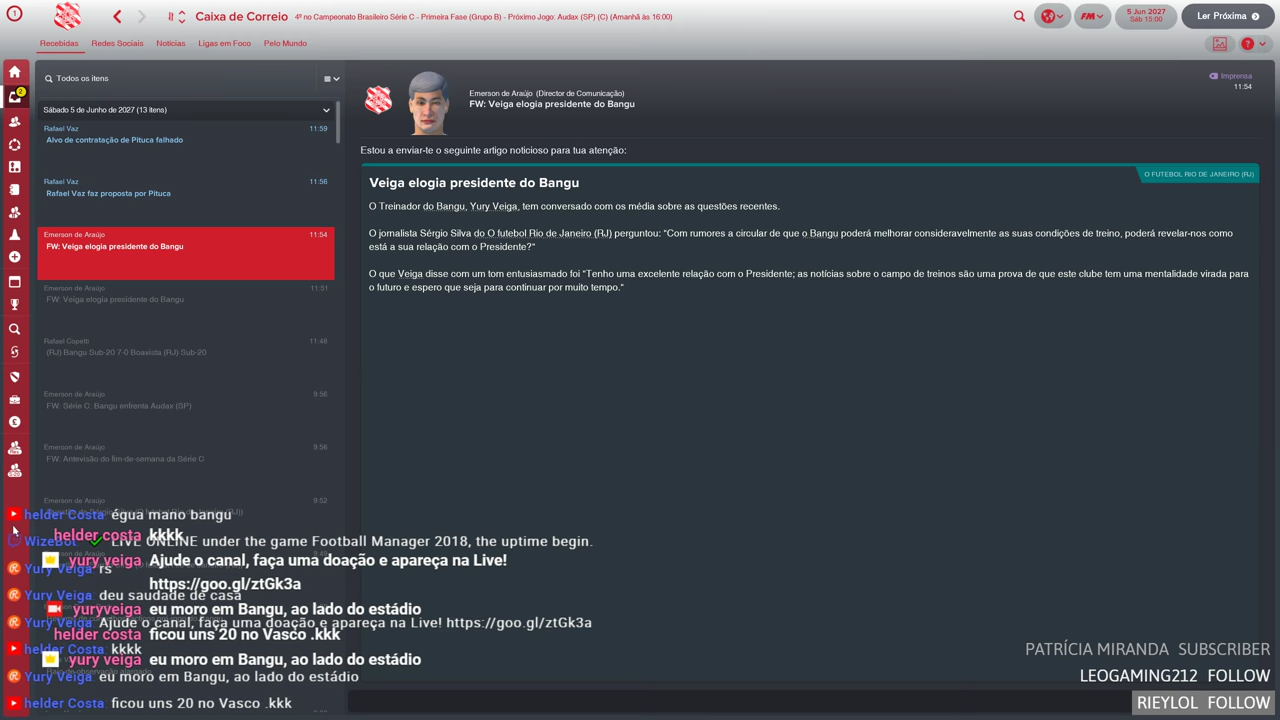 Caixa de Correio
4º no Campeonato Brasileiro Série C - Primeira Fase (Grupo B) - Próximo Jogo: Audax (SP) (C) (Amanhã às 16:00)
FM
5 Jun 2027
Sáb 15:00
Ler Próxima
Recebidas
Redes Sociais
Notícias
Ligas em Foco
Pelo Mundo
2
Todos os itens
Sábado 5 de Junho de 2027 (13 itens)
Rafael Vaz 11:59
Alvo de contratação de Pituca falhado
Rafael Vaz 11:56
Rafael Vaz faz proposta por Pituca
Emerson de Araújo 11:54
FW: Veiga elogia presidente do Bangu
Emerson de Araújo 11:51
FW: Veiga elogia presidente do Bangu
Rafael Copetti 11:48
(RJ) Bangu Sub-20 7-0 Boavista (RJ) Sub-20
Emerson de Araújo 9:56
FW: Série C: Bangu enfrenta Audax (SP)
Emerson de Araújo 9:56
FW: Antevisão do fim-de-semana da Série C
Emerson de Araújo 9:52
Emerson de Araújo (Director de Comunicação)
FW: Veiga elogia presidente do Bangu
Imprensa
11:54
Estou a enviar-te o seguinte artigo noticioso para tua atenção:
Veiga elogia presidente do Bangu
O FUTEBOL RIO DE JANEIRO (RJ)
O Treinador do Bangu, Yury Veiga, tem conversado com os média sobre as questões recentes.
O jornalista Sérgio Silva do O futebol Rio de Janeiro (RJ) perguntou: "Com rumores a circular de que o Bangu poderá melhorar consideravelmente as suas condições de treino, poderá revelar-nos como
está a sua relação com o Presidente?"
O que Veiga disse com um tom entusiasmado foi "Tenho uma excelente relação com o Presidente; as notícias sobre o campo de treinos são uma prova de que este clube tem uma mentalidade virada para
o futuro e espero que seja para continuar por muito tempo."
helder Costa: égua mano bangu
helder costa kkkk
WizeBot: LIVE ONLINE under the game Football Manager 2018, the uptime begin.
yury veiga Ajude o canal, faça uma doação e apareça na Live!
Yury Veiga: rs
https://goo.gl/ztGk3a
Yury Veiga: deu saudade de casa
yuryveiga eu moro em Bangu, ao lado do estádio
Yury Veiga: Ajude o canal, faça uma doação e apareça na Live! https://goo.gl/ztGk3a
helder costa ficou uns 20 no Vasco .kkk
helder Costa: kkkk
yury veiga eu moro em Bangu, ao lado do estádio
Yury Veiga: eu moro em Bangu, ao lado do estádio
helder Costa: ficou uns 20 no Vasco .kkk
PATRÍCIA MIRANDA SUBSCRIBER
LEOGAMING212 FOLLOW
RIEYLOL FOLLOW